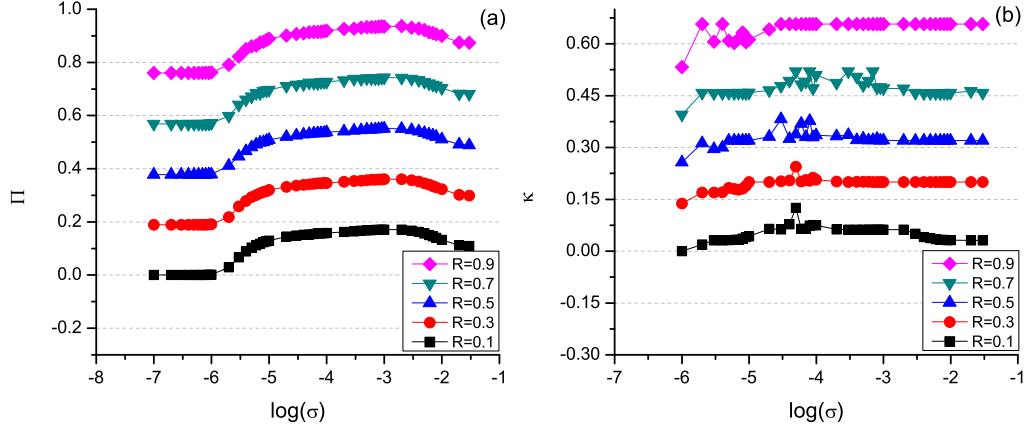 (a)
Π
1.0
0.8
0.6
0.4
0.2
0.0
-0.2
-8 -7 -6 -5 -4 -3 -2 -1
log(σ)
R=0.9
R=0.7
R=0.5
R=0.3
R=0.1
(b)
κ
0.60
0.45
0.30
0.15
0.00
-0.15
-0.30
-7 -6 -5 -4 -3 -2 -1
log(σ)
R=0.9
R=0.7
R=0.5
R=0.3
R=0.1